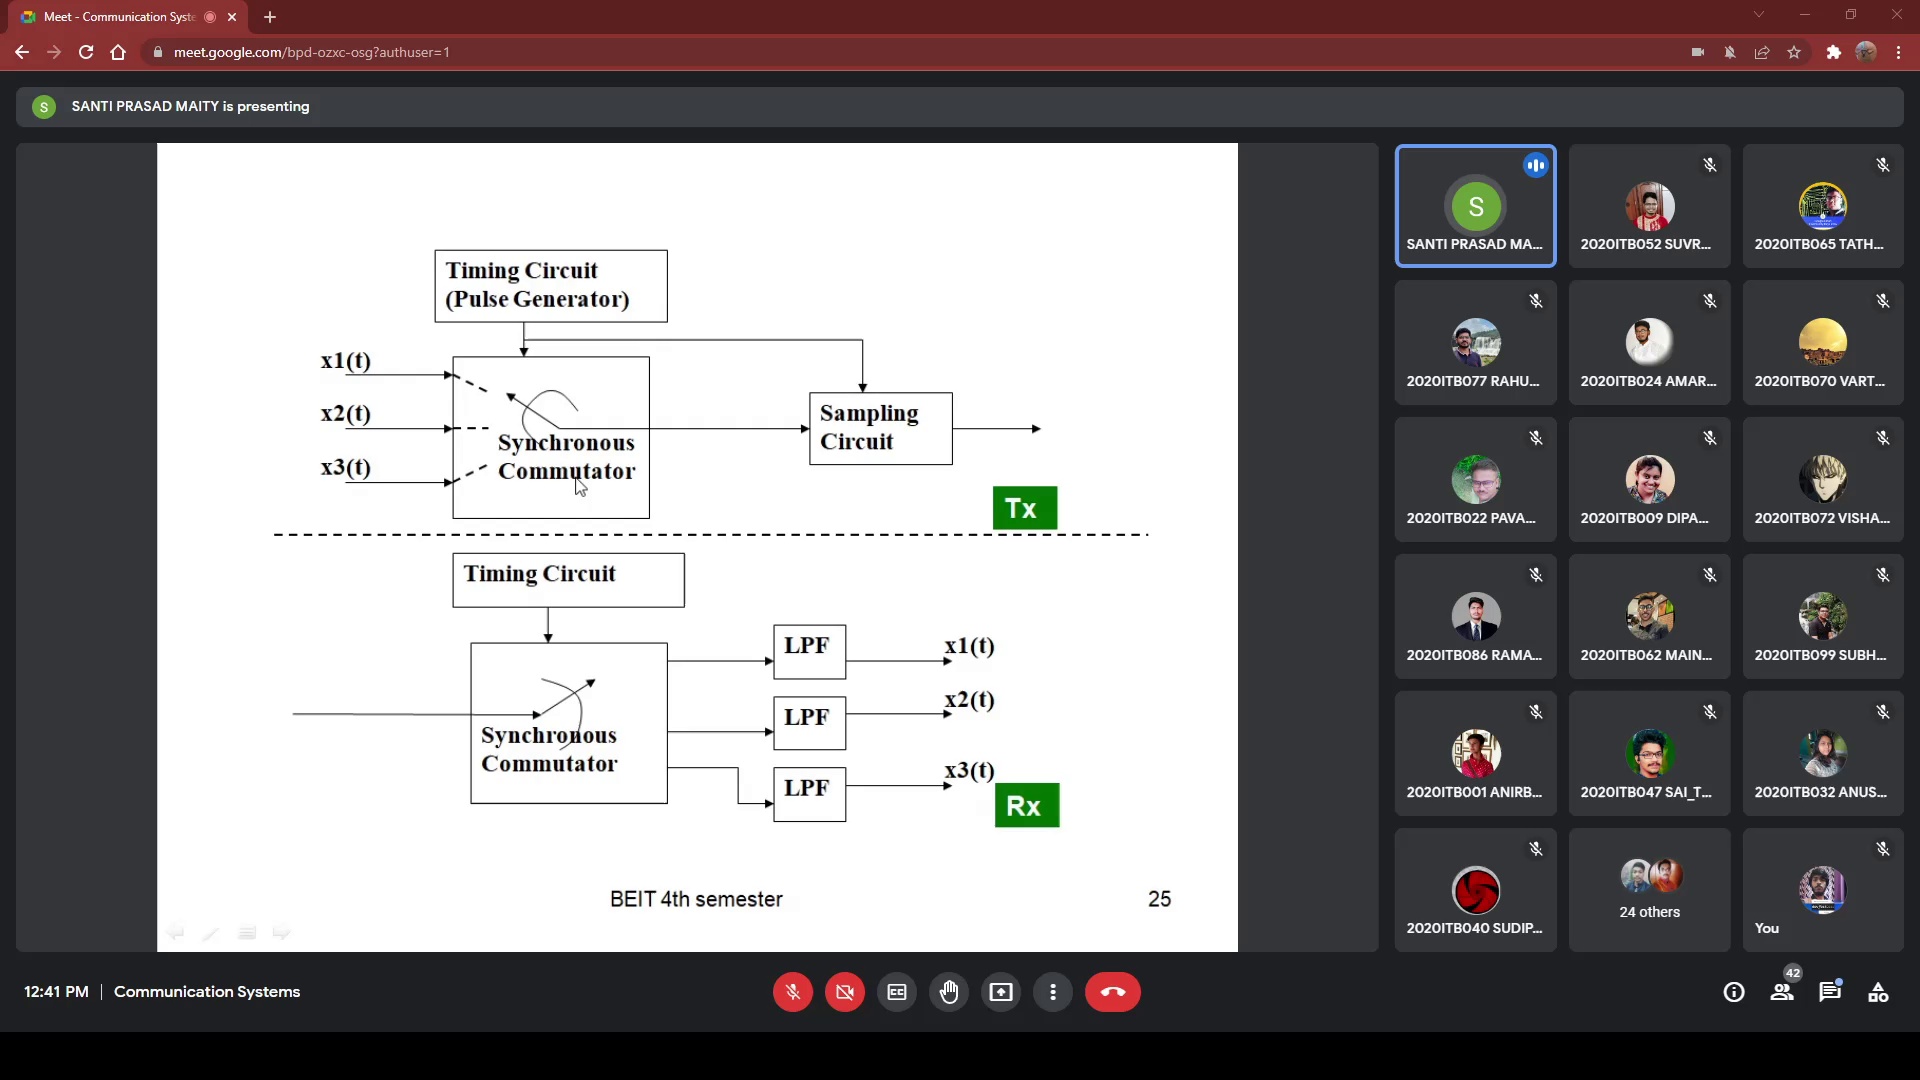 Meet - Communication Syste
meet.google.com/bpd-ozxc-osg?authuser=1
S
SANTI PRASAD MAITY is presenting
Timing Circuit
(Pulse Generator)
x1(t)
x2(t)
x3(t)
Synchronous
Commutator
Sampling
Circuit
Tx
Timing Circuit
Synchronous
Commutator
LPF
x1(t)
LPF
x2(t)
LPF
x3(t)
Rx
BEIT 4th semester
25
S
SANTI PRASAD MA...
2020ITB052 SUVR...
2020ITB065 TATH...
2020ITB077 RAHU...
2020ITB024 AMAR...
2020ITB070 VART...
2020ITB022 PAVA...
2020ITB009 DIPA...
2020ITB072 VISHA...
2020ITB086 RAMA...
2020ITB062 MAIN...
2020ITB099 SUBH...
2020ITB001 ANIRB...
2020ITB047 SAI_T...
2020ITB032 ANUS...
2020ITB040 SUDIP...
24 others
You
12:41 PM | Communication Systems
42